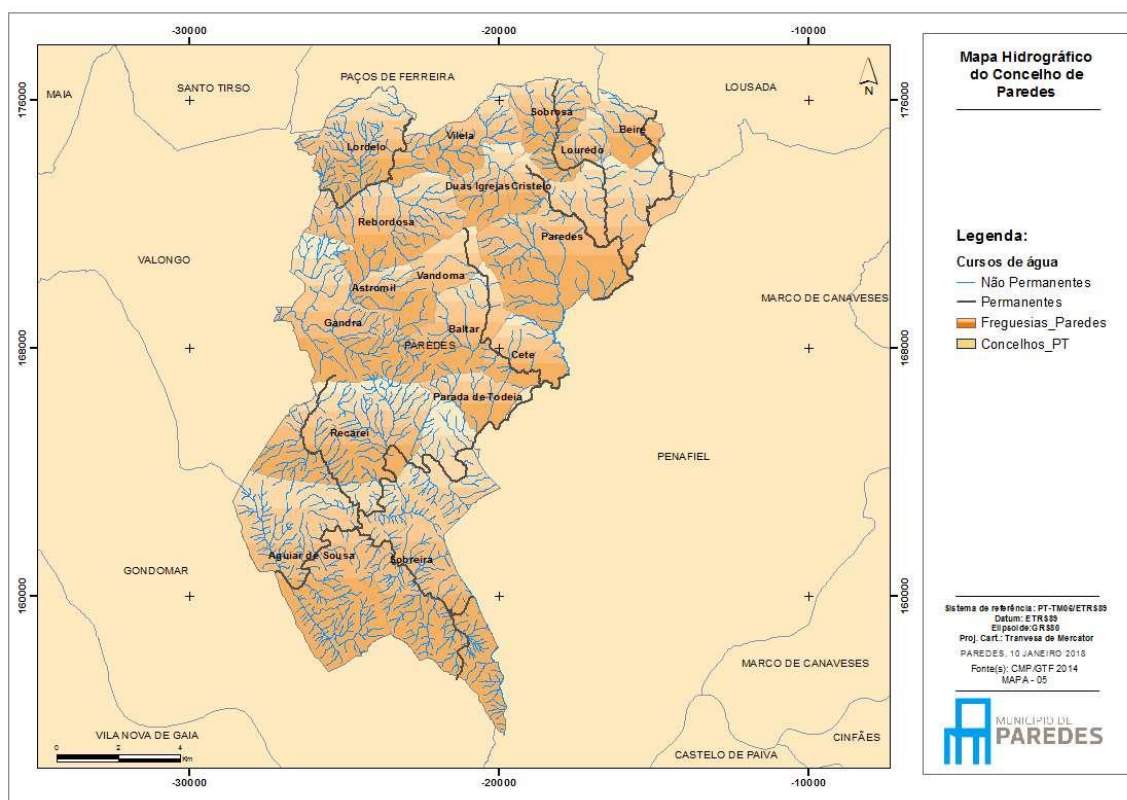 -30000
-20000
-10000
176000
168000
160000
176000
168000
160000
MAIA
SANTO TIRSO
PAÇOS DE FERREIRA
LOUSADA
N
Sobrosa
Beire
Vilela
Lordelo
Louredo
Duas Igrejas
Cristelo
Rebordosa
Paredes
VALONGO
Vandoma
Astromil
MARCO DE CANAVESES
Gandra
Baltar
PAREDES
Cete
Parada de Todeia
Recarei
PENAFIEL
Aguiar de Sousa
Sobreira
GONDOMAR
MARCO DE CANAVESES
VILA NOVA DE GAIA
CINFÃES
CASTELO DE PAIVA
0 2 4
Km
-30000
-20000
-10000
Mapa Hidrográfico
do Concelho de
Paredes
Legenda:
Cursos de água
Não Permanentes
Permanentes
Freguesias_Paredes
Concelhos_PT
Sistema de referência: PT-TM06/ETRS89
Datum: ETRS89
Elipsoide: GRS80
Proj. Cart.: Tranvesa de Mercator
PAREDES, 10 JANEIRO 2018
Fonte(s): CMP/GTF 2014
MAPA - 05
MUNICÍPIO DE
PAREDES